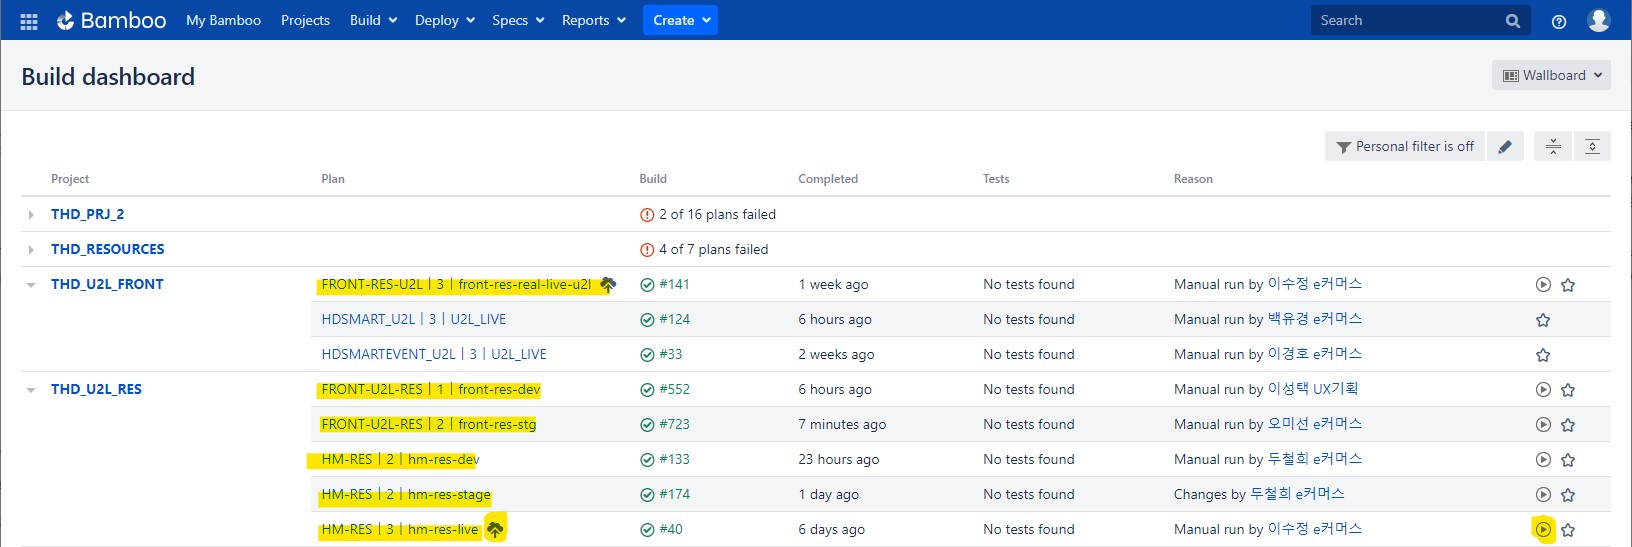 Bamboo My Bamboo Projects Build Deploy Specs Reports Create Search
Build dashboard Wallboard
Personal filter is off
Project Plan Build Completed Tests Reason
THD_PRJ_2 2 of 16 plans failed
THD_RESOURCES 4 of 7 plans failed
THD_U2L_FRONT FRONT-RES-U2L | 3 | front-res-real-live-u2l #141 1 week ago No tests found Manual run by 이수정 e커머스
HDSMART_U2L | 3 | U2L_LIVE #124 6 hours ago No tests found Manual run by 백유경 e커머스
HDSMARTEVENT_U2L | 3 | U2L_LIVE #33 2 weeks ago No tests found Manual run by 이경호 e커머스
THD_U2L_RES FRONT-U2L-RES | 1 | front-res-dev #552 6 hours ago No tests found Manual run by 이성택 UX기획
FRONT-U2L-RES | 2 | front-res-stg #723 7 minutes ago No tests found Manual run by 오미선 e커머스
HM-RES | 2 | hm-res-dev #133 23 hours ago No tests found Manual run by 두철희 e커머스
HM-RES | 2 | hm-res-stage #174 1 day ago No tests found Changes by 두철희 e커머스
HM-RES | 3 | hm-res-live #40 6 days ago No tests found Manual run by 이수정 e커머스